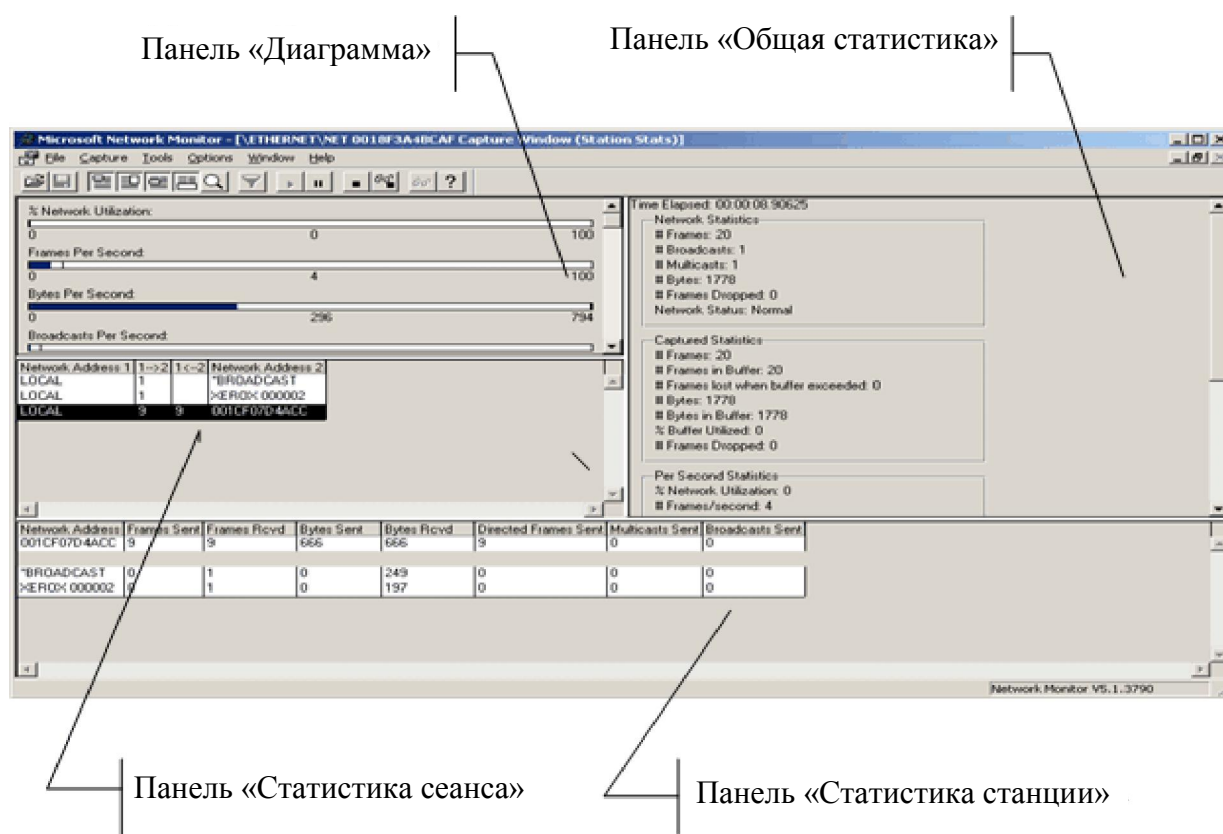 Панель «Диаграмма»
Панель «Общая статистика»
Microsoft Network Monitor - [\ETHERNET\NET 0018F3A4BCAF Capture Window (Station Stats)]
File Capture Tools Options Window Help
% Network Utilization:
0 0 100
Frames Per Second:
0 4 100
Bytes Per Second:
0 296 794
Broadcasts Per Second:
Time Elapsed: 00:00:08.90625
Network Statistics
# Frames: 20
# Broadcasts: 1
# Multicasts: 1
# Bytes: 1778
# Frames Dropped: 0
Network Status: Normal
Captured Statistics
# Frames: 20
# Frames in Buffer: 20
# Frames lost when buffer exceeded: 0
# Bytes: 1778
# Bytes in Buffer: 1778
% Buffer Utilized: 0
# Frames Dropped: 0
Per Second Statistics
% Network Utilization: 0
# Frames/second: 4
Network Address 1 1-->2 1<--2 Network Address 2
LOCAL 1 *BROADCAST
LOCAL 1 XEROX 000002
LOCAL 9 9 001CF07D4ACC
Network Address Frames Sent Frames Rcvd Bytes Sent Bytes Rcvd Directed Frames Sent Multicasts Sent Broadcasts Sent
001CF07D4ACC 9 9 666 666 9 0 0
*BROADCAST 0 1 0 249 0 0 0
XEROX 000002 0 1 0 197 0 0 0
Network Monitor V5.1.3790
Панель «Статистика сеанса»
Панель «Статистика станции»